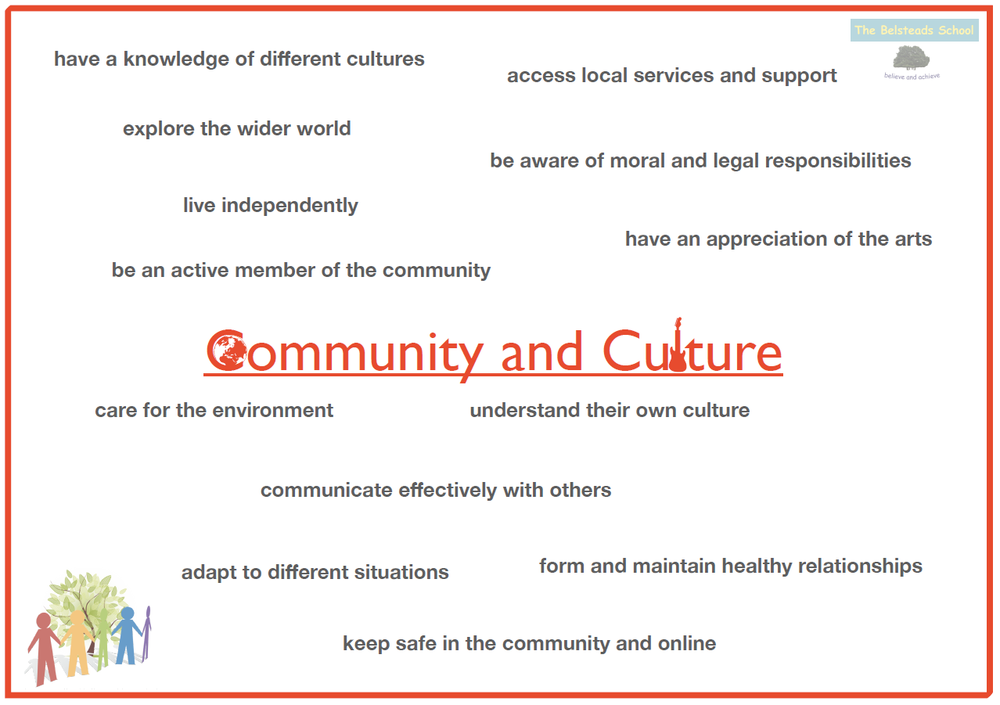 The Belsteads School
believe and achieve
have a knowledge of different cultures
access local services and support
explore the wider world
be aware of moral and legal responsibilities
live independently
have an appreciation of the arts
be an active member of the community
Community and Culture
care for the environment
understand their own culture
communicate effectively with others
adapt to different situations
form and maintain healthy relationships
keep safe in the community and online